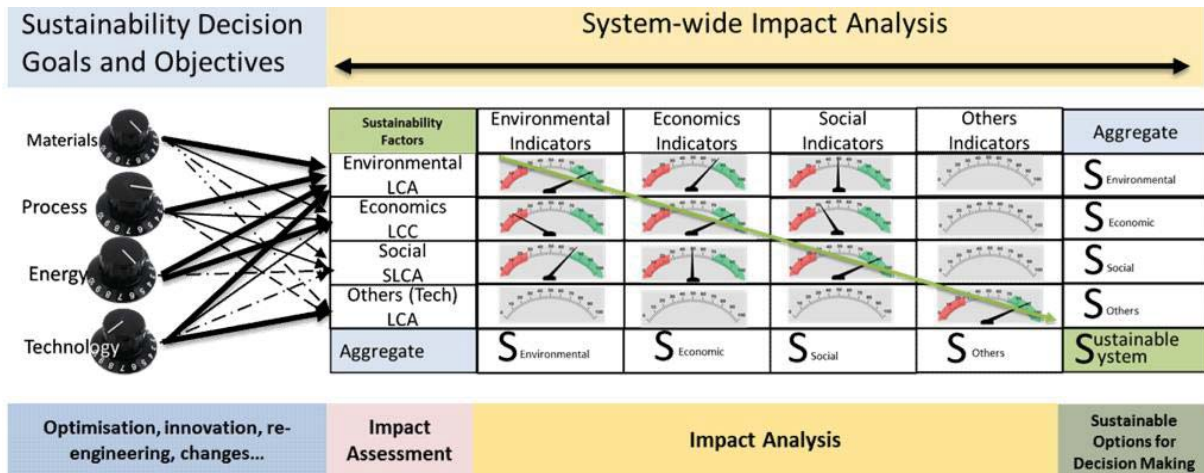 Sustainability Decision
Goals and Objectives
System-wide Impact Analysis
Materials
Process
Energy
Technology
Sustainability
Factors
Environmental
Indicators
Economics
Indicators
Social
Indicators
Others
Indicators
Aggregate
Environmental
LCA
S Environmental
Economics
LCC
S Economic
Social
SLCA
S Social
Others (Tech)
LCA
S Others
Aggregate
S Environmental
S Economic
S Social
S Others
Sustainable
System
Optimisation, innovation, re-
engineering, changes...
Impact
Assessment
Impact Analysis
Sustainable
Options for
Decision Making